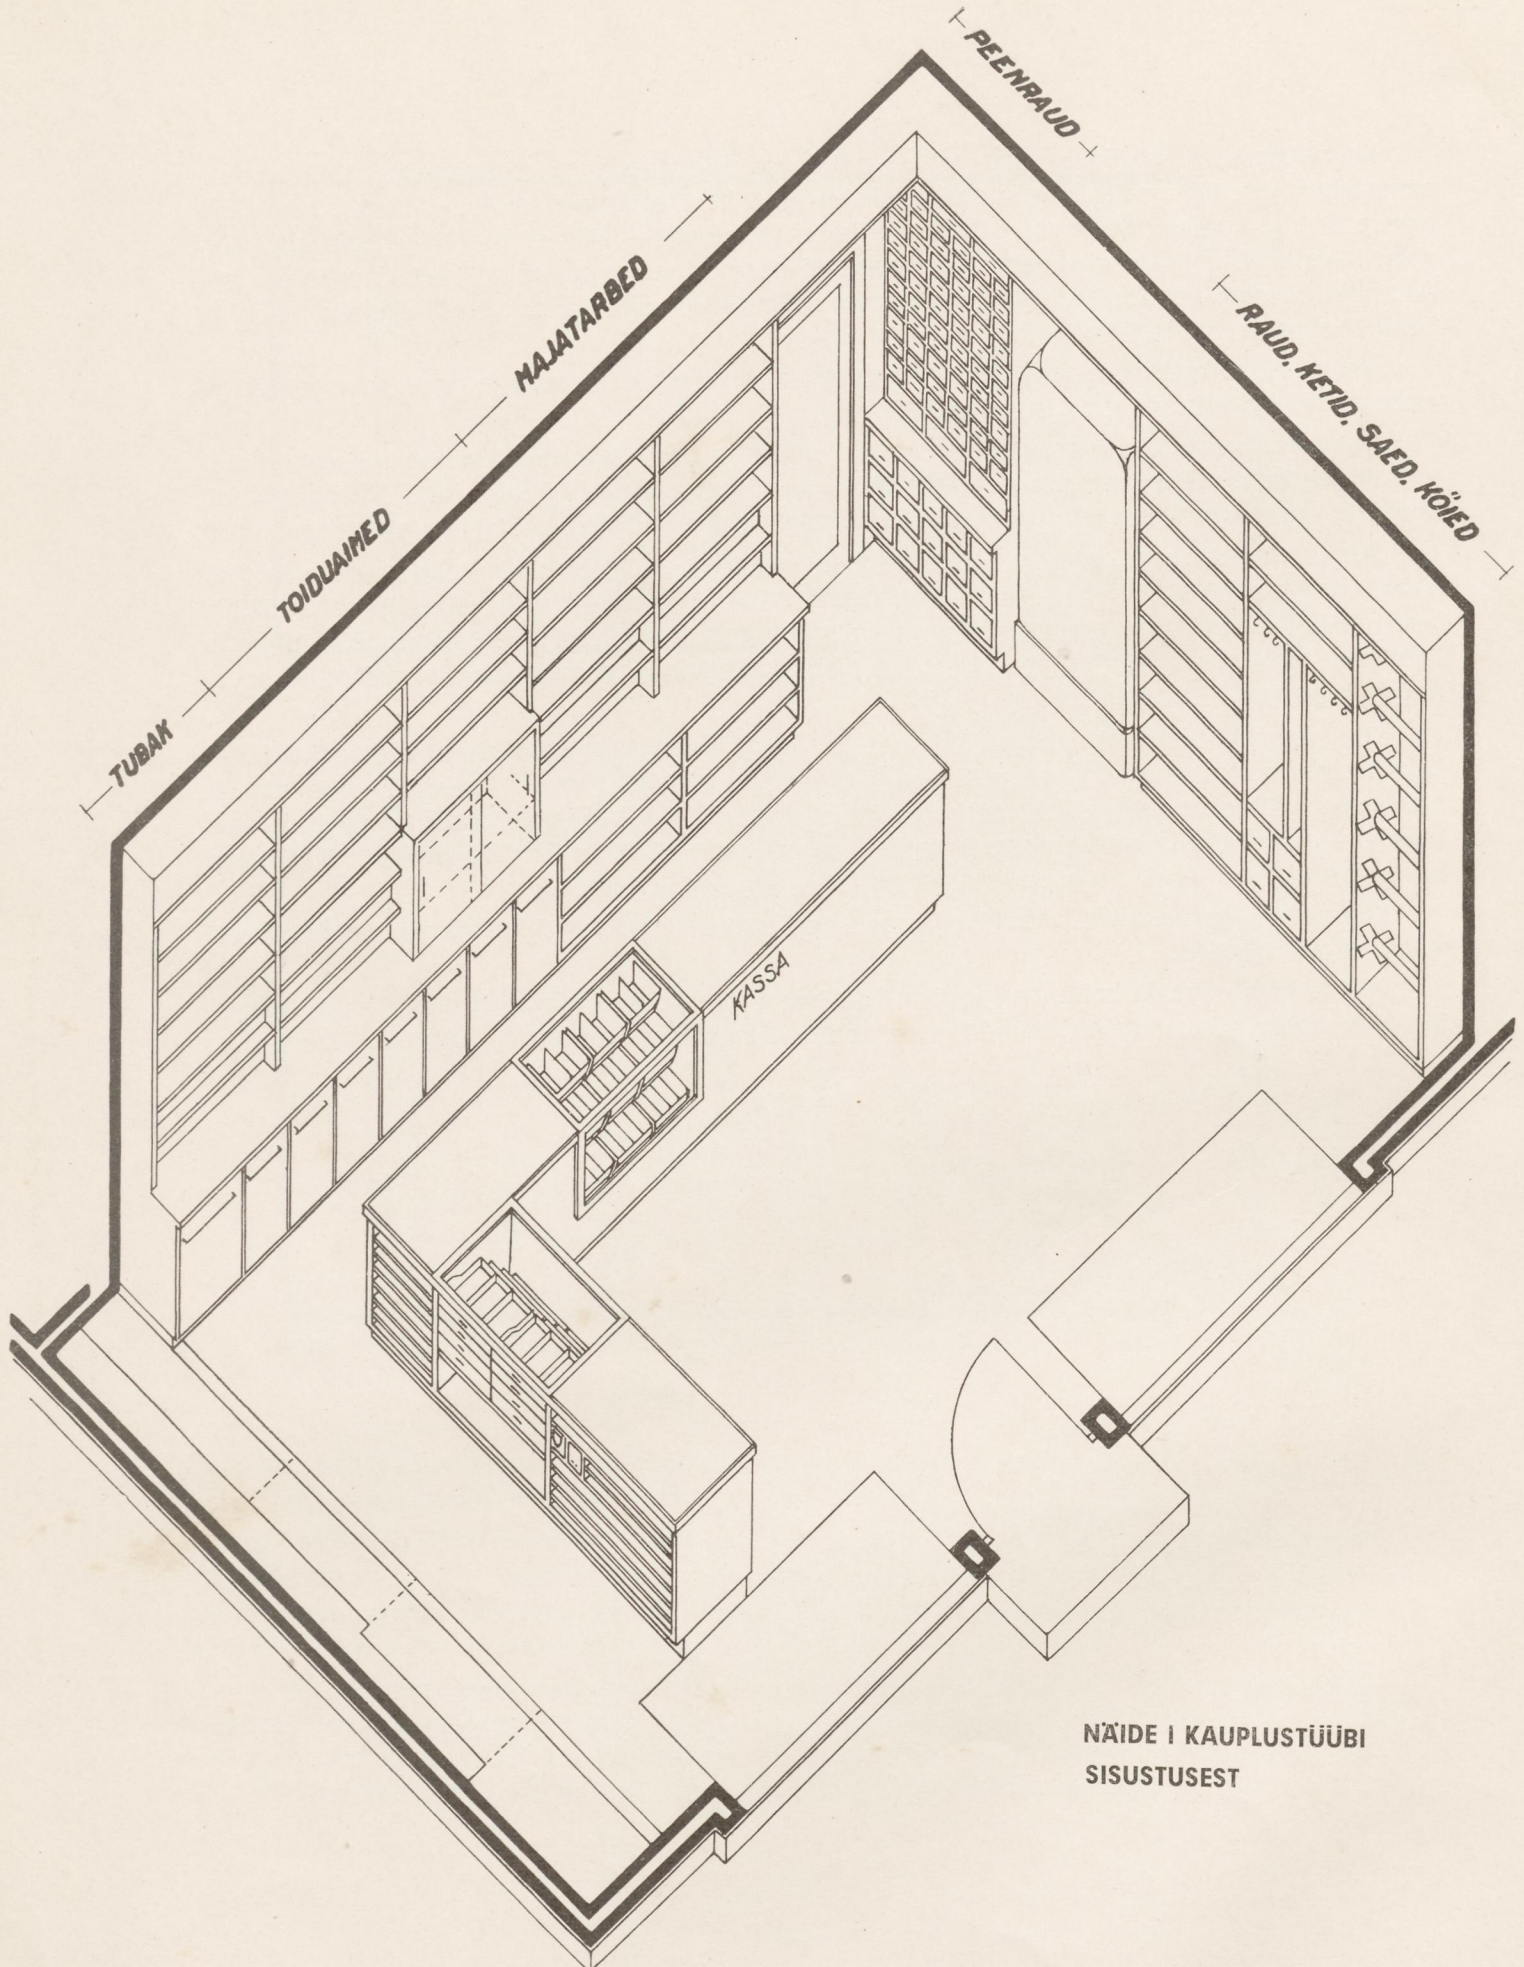 PEENRAUD
RAUD. KETID. SAED. KÖIED
MAJATARBED
TOIDUAINED
TUBAK
KASSA
NÄIDE I KAUPLUSTÜÜBI
SISUSTUSEST